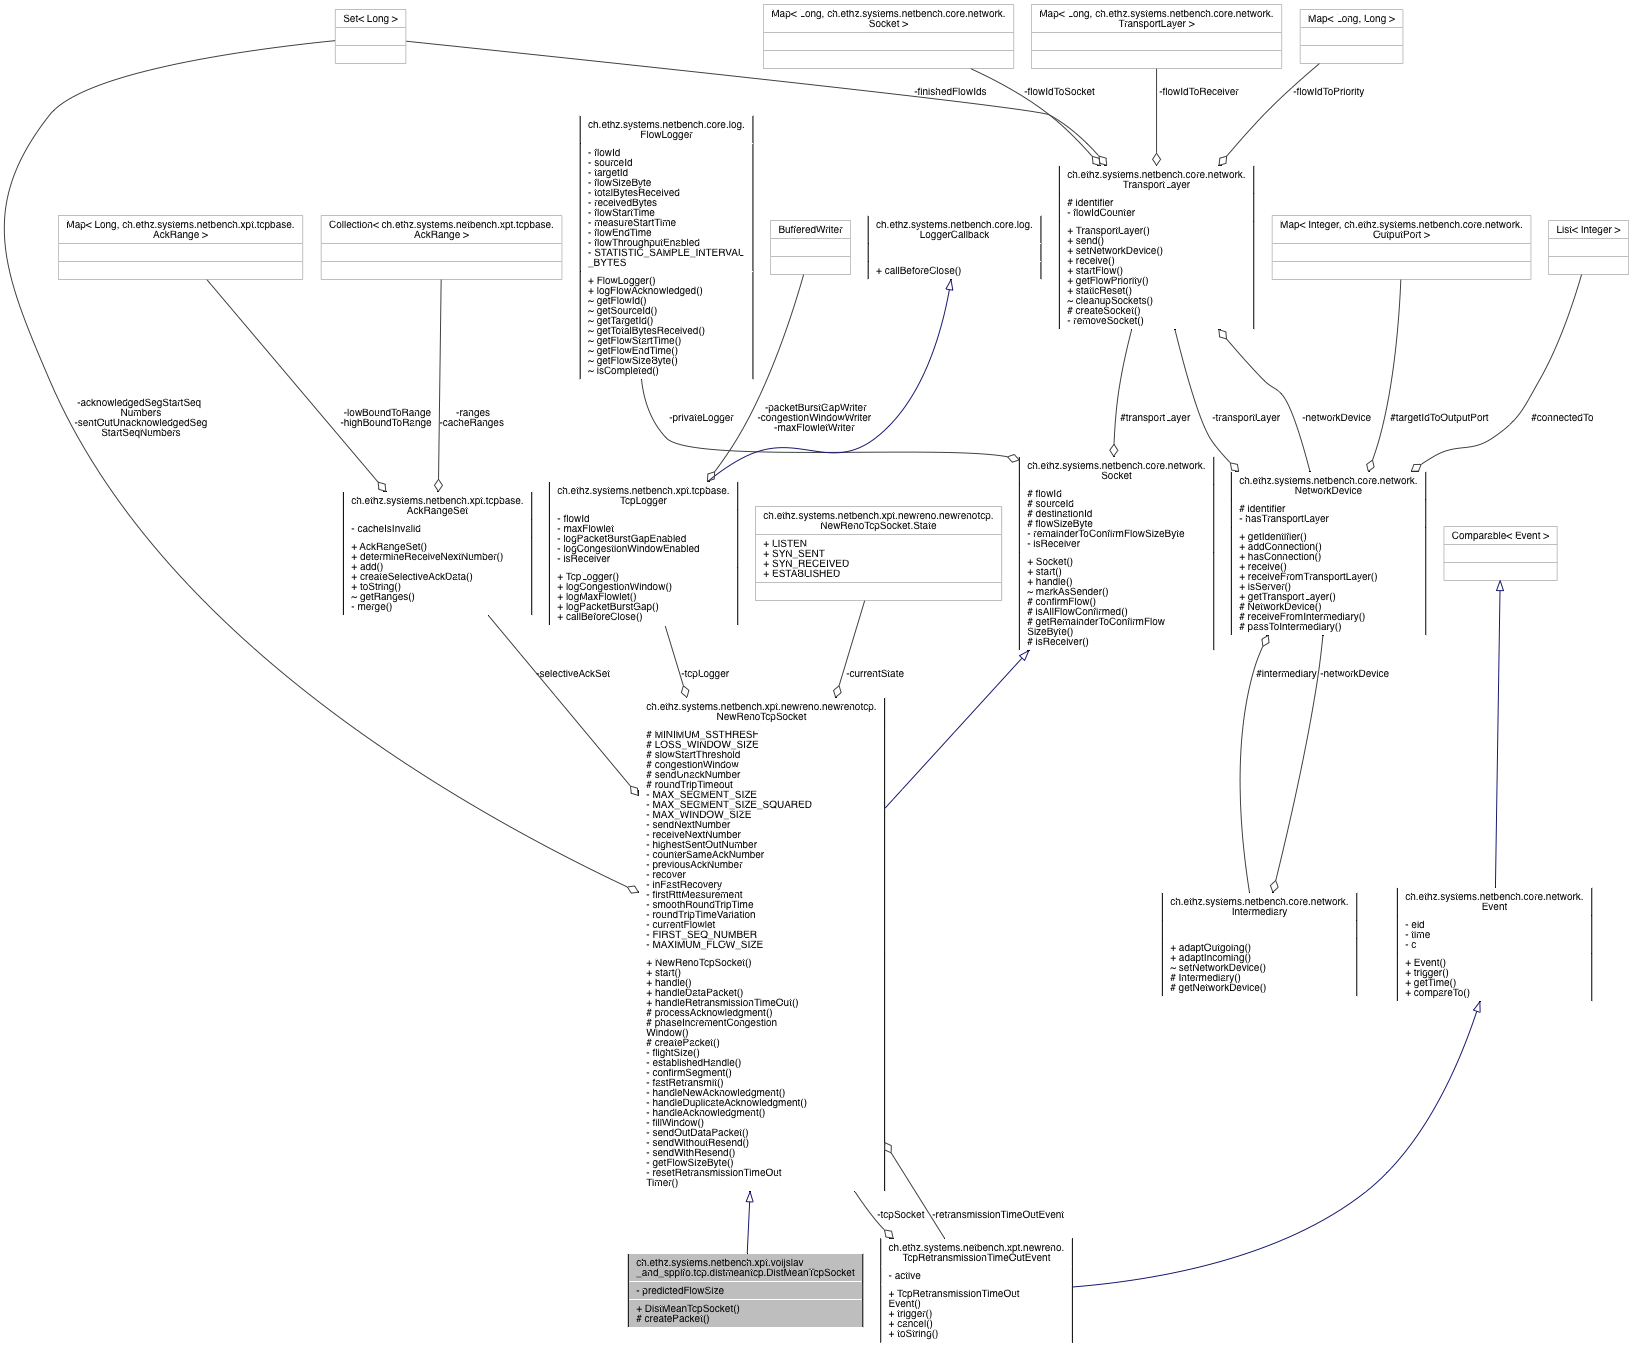 Set< Long >
Map< Long, ch.ethz.systems.netbench.core.network.
Socket >
Map< Long, ch.ethz.systems.netbench.core.network.
TransportLayer >
Map< Long, Long >
-finishedFlowIds
-flowIdToSocket
-flowIdToReceiver
-flowIdToPriority
ch.ethz.systems.netbench.core.log.
FlowLogger
- flowId
- sourceId
- targetId
- flowSizeByte
- totalBytesReceived
- receivedBytes
- flowStartTime
- measureStartTime
- flowEndTime
- flowThroughputEnabled
- STATISTIC_SAMPLE_INTERVAL
_BYTES
+ FlowLogger()
+ logFlowAcknowledged()
~ getFlowId()
~ getSourceId()
~ getTargetId()
~ getTotalBytesReceived()
~ getFlowStartTime()
~ getFlowEndTime()
~ getFlowSizeByte()
~ isCompleted()
ch.ethz.systems.netbench.core.network.
TransportLayer
# identifier
- flowIdCounter
+ TransportLayer()
+ send()
+ setNetworkDevice()
+ receive()
+ startFlow()
+ getFlowPriority()
+ staticReset()
~ cleanupSockets()
# createSocket()
- removeSocket()
Map< Long, ch.ethz.systems.netbench.xpt.tcpbase.
AckRange >
Collection< ch.ethz.systems.netbench.xpt.tcpbase.
AckRange >
BufferedWriter
ch.ethz.systems.netbench.core.log.
LoggerCallback
+ callBeforeClose()
Map< Integer, ch.ethz.systems.netbench.core.network.
OutputPort >
List< Integer >
-acknowledgedSegStartSeq
Numbers
-sentOutUnacknowledgedSeg
StartSeqNumbers
-lowBoundToRange
-highBoundToRange
-ranges
-cacheRanges
-privateLogger
-packetBurstGapWriter
-congestionWindowWriter
-maxFlowletWriter
#transportLayer
-transportLayer
-networkDevice
#targetIdToOutputPort
#connectedTo
ch.ethz.systems.netbench.xpt.tcpbase.
AckRangeSet
- cacheIsInvalid
+ AckRangeSet()
+ determineReceiveNextNumber()
+ add()
+ createSelectiveAckData()
+ toString()
~ getRanges()
- merge()
ch.ethz.systems.netbench.xpt.tcpbase.
TcpLogger
- flowId
- maxFlowlet
- logPacketBurstGapEnabled
- logCongestionWindowEnabled
- isReceiver
+ TcpLogger()
+ logCongestionWindow()
+ logMaxFlowlet()
+ logPacketBurstGap()
+ callBeforeClose()
ch.ethz.systems.netbench.xpt.newreno.newrenotcp.
NewRenoTcpSocket.State
+ LISTEN
+ SYN_SENT
+ SYN_RECEIVED
+ ESTABLISHED
ch.ethz.systems.netbench.core.network.
Socket
# flowId
# sourceId
# destinationId
# flowSizeByte
- remainderToConfirmFlowSizeByte
- isReceiver
+ Socket()
+ start()
+ handle()
~ markAsSender()
# confirmFlow()
# isAllFlowConfirmed()
# getRemainderToConfirmFlow
SizeByte()
# isReceiver()
ch.ethz.systems.netbench.core.network.
NetworkDevice
# identifier
- hasTransportLayer
+ getIdentifier()
+ addConnection()
+ hasConnection()
+ receive()
+ receiveFromTransportLayer()
+ isServer()
+ getTransportLayer()
# NetworkDevice()
# receiveFromIntermediary()
# passToIntermediary()
Comparable< Event >
-selectiveAckSet
-tcpLogger
-currentState
#intermediary
-networkDevice
ch.ethz.systems.netbench.xpt.newreno.newrenotcp.
NewRenoTcpSocket
# MINIMUM_SSTHRESH
# LOSS_WINDOW_SIZE
# slowStartThreshold
# congestionWindow
# sendUnackNumber
# roundTripTimeout
- MAX_SEGMENT_SIZE
- MAX_SEGMENT_SIZE_SQUARED
- MAX_WINDOW_SIZE
- sendNextNumber
- receiveNextNumber
- highestSentOutNumber
- counterSameAckNumber
- previousAckNumber
- recover
- inFastRecovery
- firstRttMeasurement
- smoothRoundTripTime
- roundTripTimeVariation
- currentFlowlet
- FIRST_SEQ_NUMBER
- MAXIMUM_FLOW_SIZE
+ NewRenoTcpSocket()
+ start()
+ handle()
+ handleDataPacket()
+ handleRetransmissionTimeOut()
# processAcknowledgment()
# phaseIncrementCongestion
Window()
# createPacket()
- flightSize()
- establishedHandle()
- confirmSegment()
- fastRetransmit()
- handleNewAcknowledgment()
- handleDuplicateAcknowledgment()
- handleAcknowledgment()
- fillWindow()
- sendOutDataPacket()
- sendWithoutResend()
- sendWithResend()
- getFlowSizeByte()
- resetRetransmissionTimeOut
Timer()
ch.ethz.systems.netbench.core.network.
Intermediary
+ adaptOutgoing()
+ adaptIncoming()
~ setNetworkDevice()
# Intermediary()
# getNetworkDevice()
ch.ethz.systems.netbench.core.network.
Event
- eid
- time
- c
+ Event()
+ trigger()
+ getTime()
+ compareTo()
-tcpSocket
-retransmissionTimeOutEvent
ch.ethz.systems.netbench.xpt.voijslav
_and_sppifo.tcp.distmeantcp.DistMeanTcpSocket
- predictedFlowSize
+ DistMeanTcpSocket()
# createPacket()
ch.ethz.systems.netbench.xpt.newreno.
TcpRetransmissionTimeOutEvent
- active
+ TcpRetransmissionTimeOut
Event()
+ trigger()
+ cancel()
+ toString()